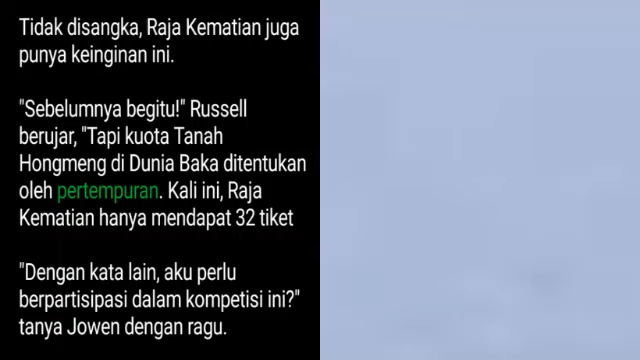 Tidak disangka, Raja Kematian juga
punya keinginan ini.
"Sebelumnya begitu!" Russell
berujar, "Tapi kuota Tanah
Hongmeng di Dunia Baka ditentukan
oleh pertempuran. Kali ini, Raja
Kematian hanya mendapat 32 tiket
"Dengan kata lain, aku perlu
berpartisipasi dalam kompetisi ini?"
tanya Jowen dengan ragu.